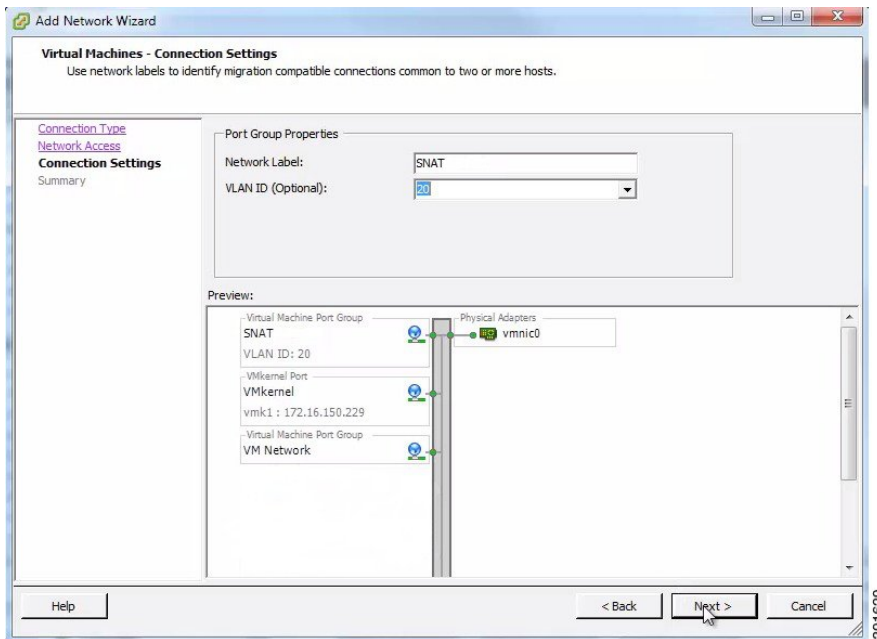 Add Network Wizard
Virtual Machines - Connection Settings
Use network labels to identify migration compatible connections common to two or more hosts.
Connection Type
Network Access
Connection Settings
Summary
Port Group Properties
Network Label:
SNAT
VLAN ID (Optional):
20
Preview:
Virtual Machine Port Group
SNAT
VLAN ID: 20
VMkernel Port
VMkernel
vmk1 : 172.16.150.229
Virtual Machine Port Group
VM Network
Physical Adapters
vmnic0
Help
< Back
Next >
Cancel